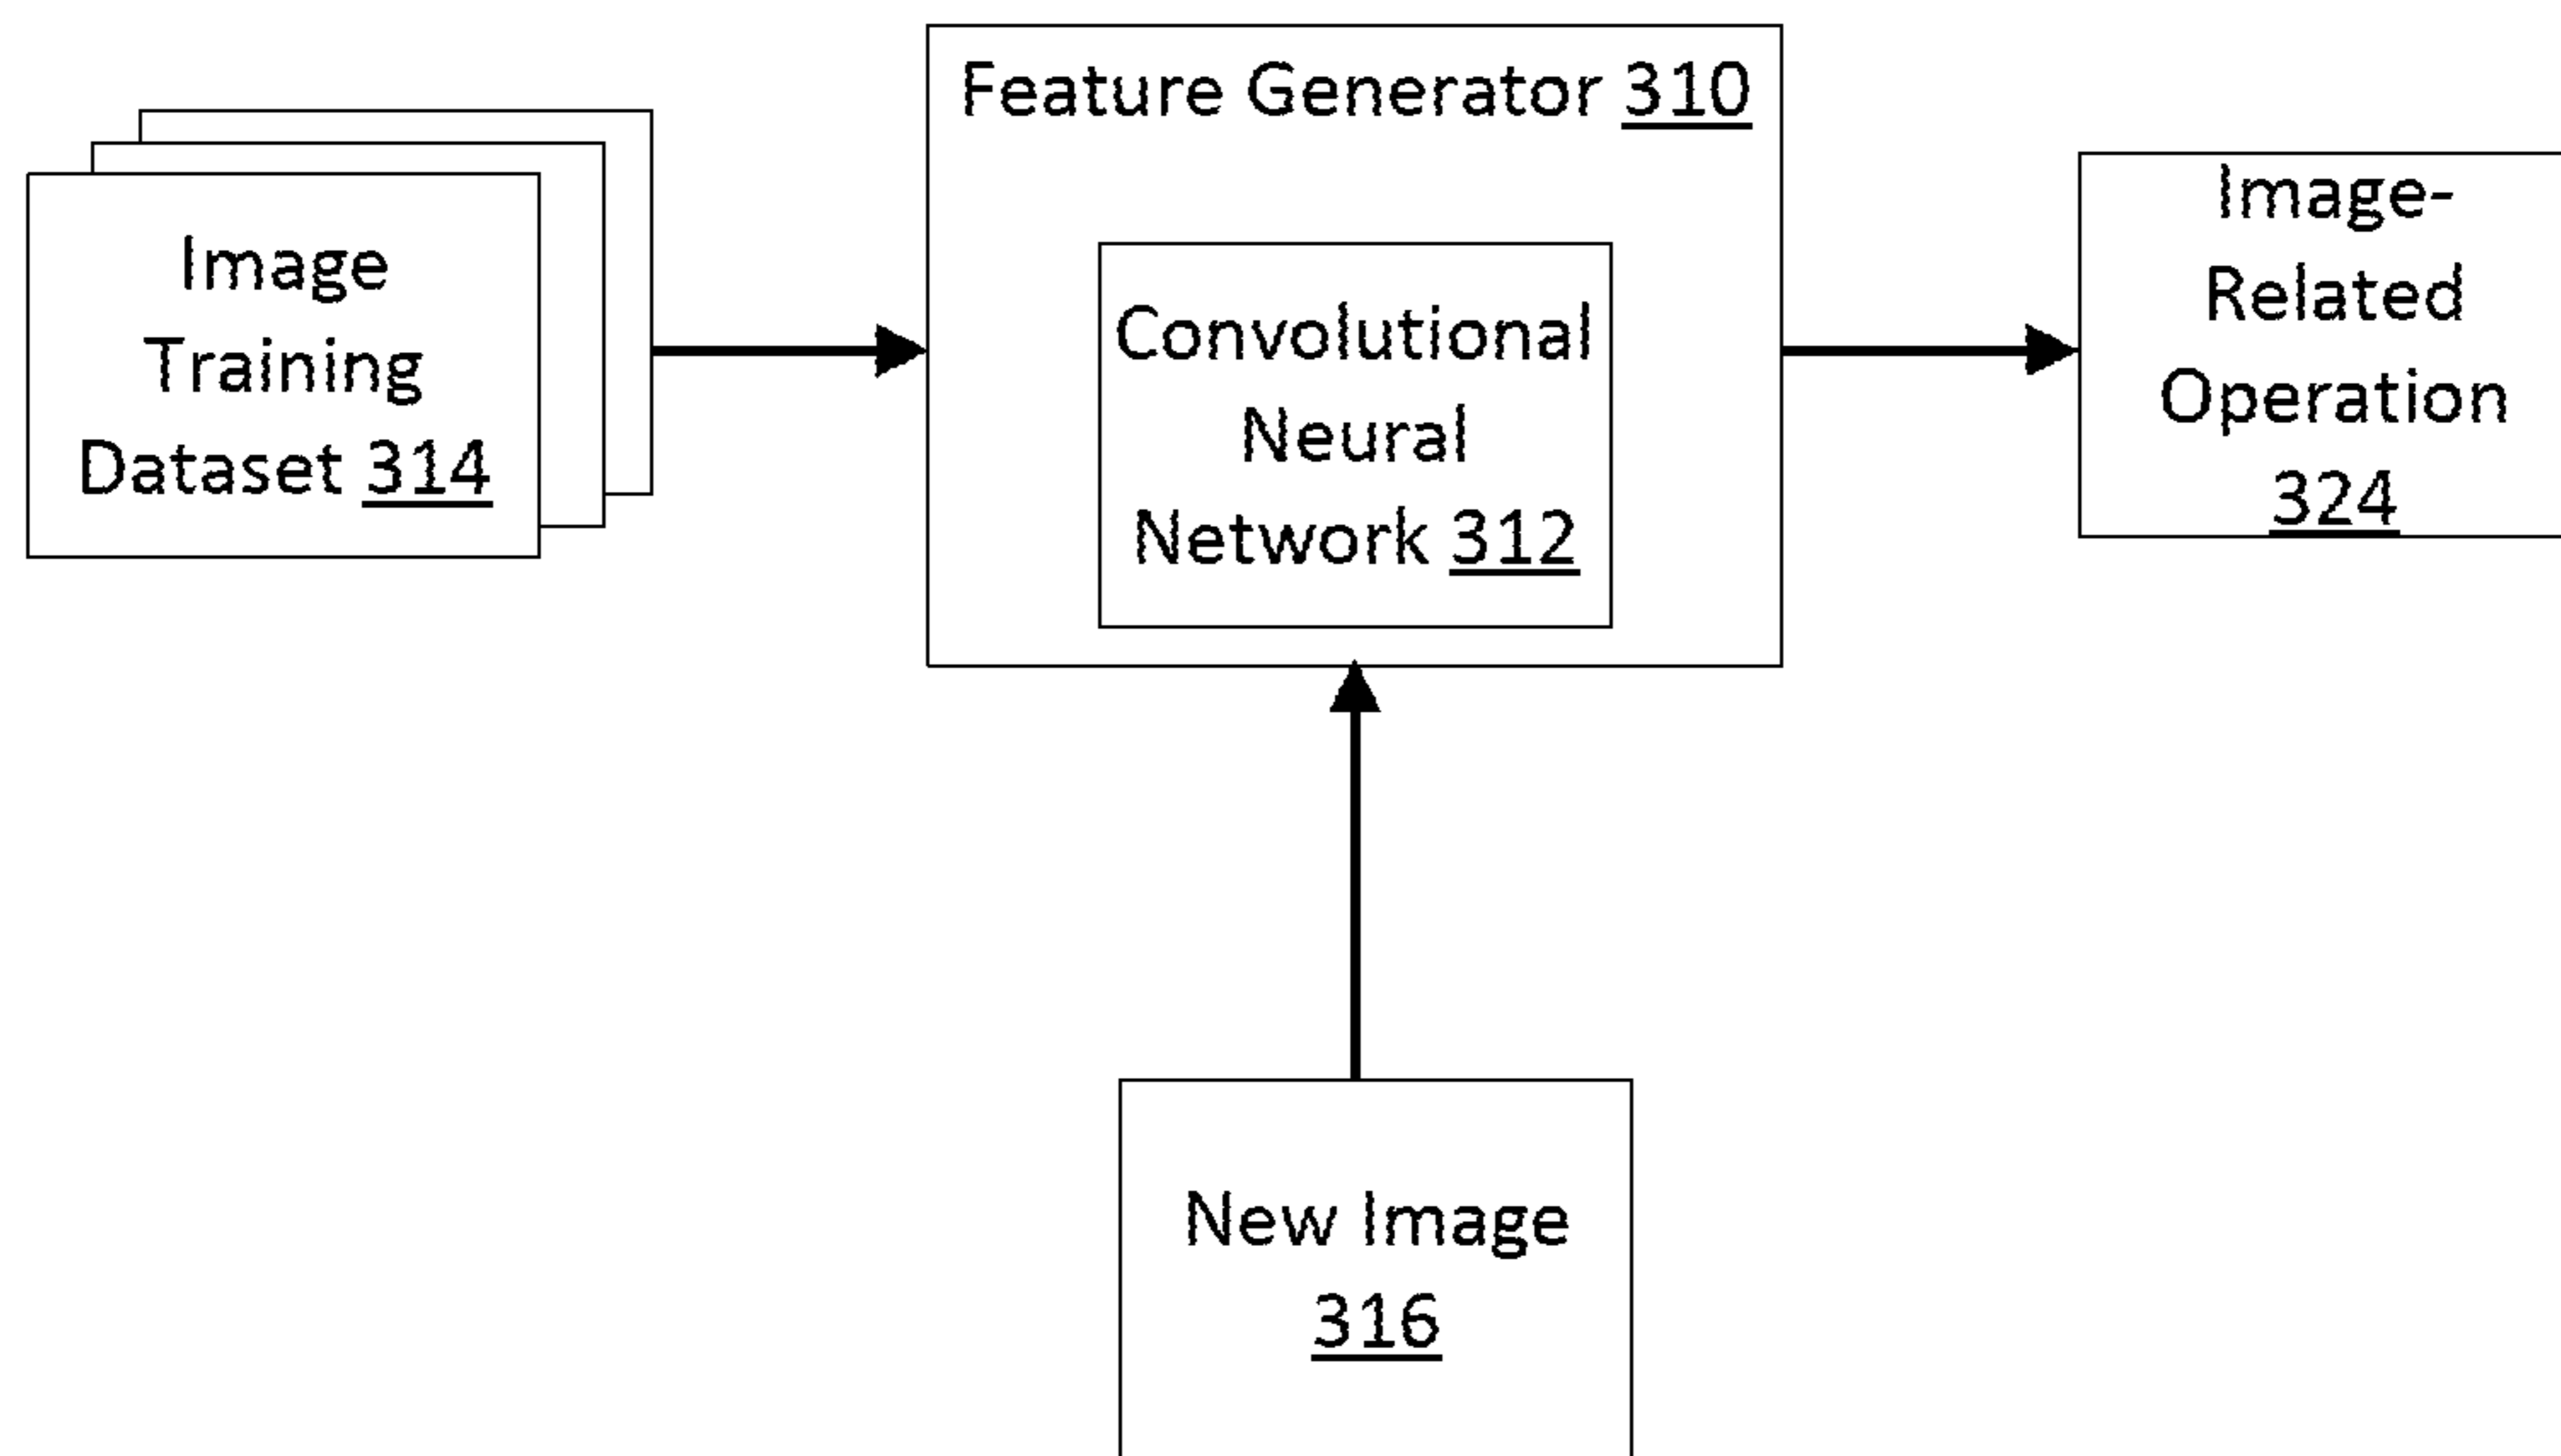 Image
Training
Dataset 314
Feature Generator 310
Convolutional
Neural
Network 312
Image-
Related
Operation
324
New Image
316